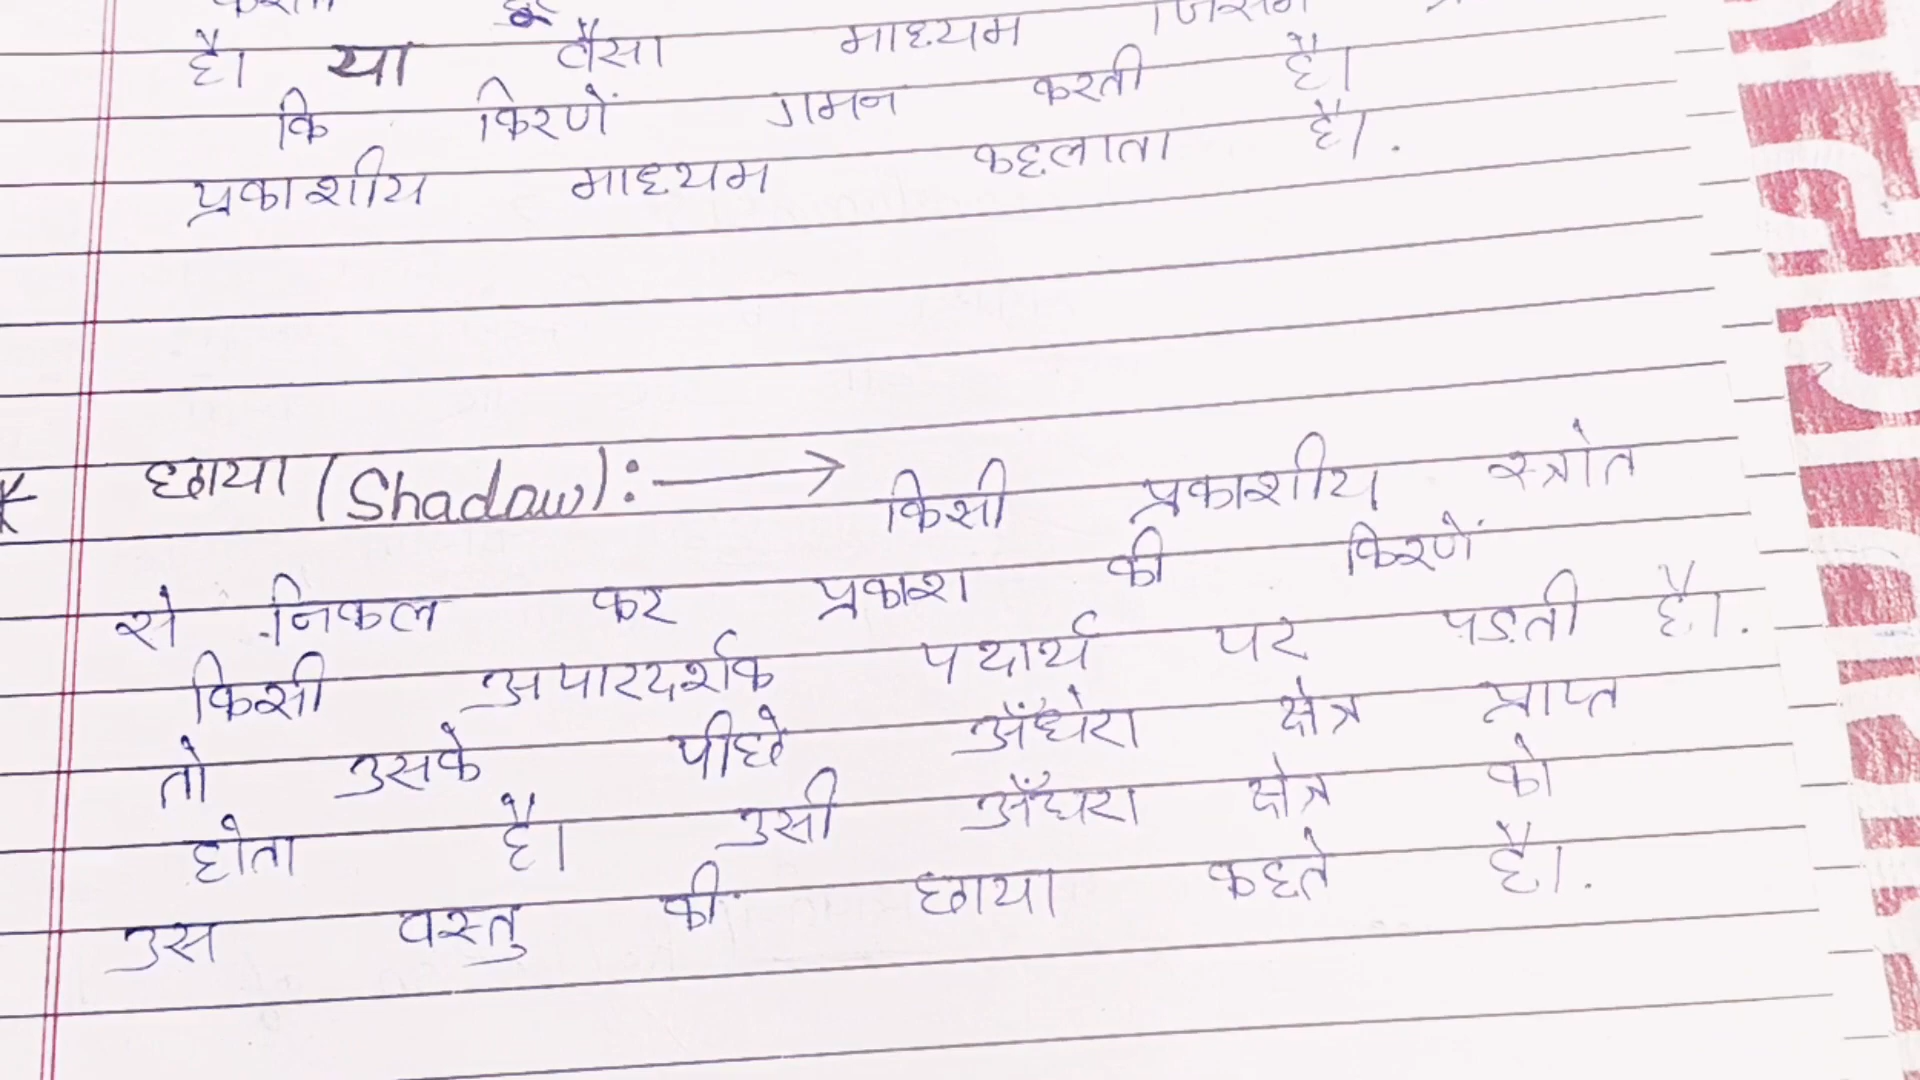 है। या वैसा माध्यम जिसमें
कि किरणें गमन करती है।
प्रकाशीय माध्यम कहलाता है।.
* छाया (Shadow):⟶ किसी प्रकाशीय स्त्रोत
से निकल कर प्रकाश की किरणें
किसी अपारदर्शक पदार्थ पर पड़ती है।.
तो उसके पीछे अँधेरा क्षेत्र प्राप्त
होता है। उसी अँधेरा क्षेत्र को
उस वस्तु की छाया कहते है।.